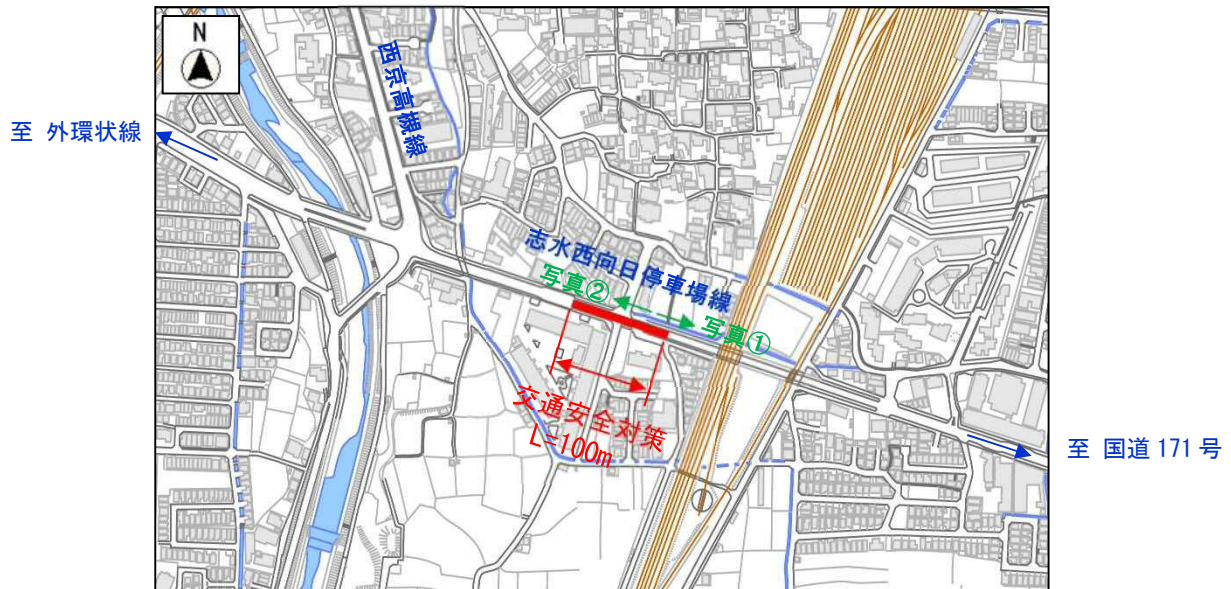 N
至 外環状線
西京高槻線
志水西向日停車場線
写真②
写真①
交通安全対策
L=100m
至 国道171号